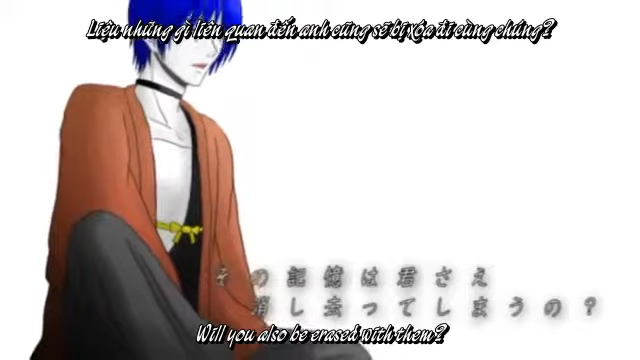 Liệu những gì liên quan đến anh cũng sẽ bị xóa đi cùng chúng?
その記憶は君さえ
消し去ってしまうの？
Will you also be erased with them?